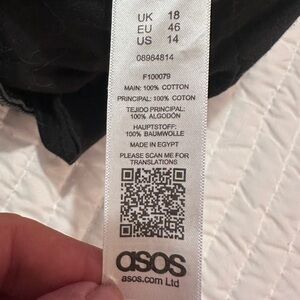 UK 18
EU 46
US 14
08984814
F100079
MAIN: 100% COTTON
PRINCIPAL: 100% COTON
TEJIDO PRINCIPAL:
100% ALGODÓN
HAUPTSTOFF:
100% BAUMWOLLE
MADE IN EGYPT
PLEASE SCAN ME FOR
TRANSLATIONS
asos
asos.com Ltd